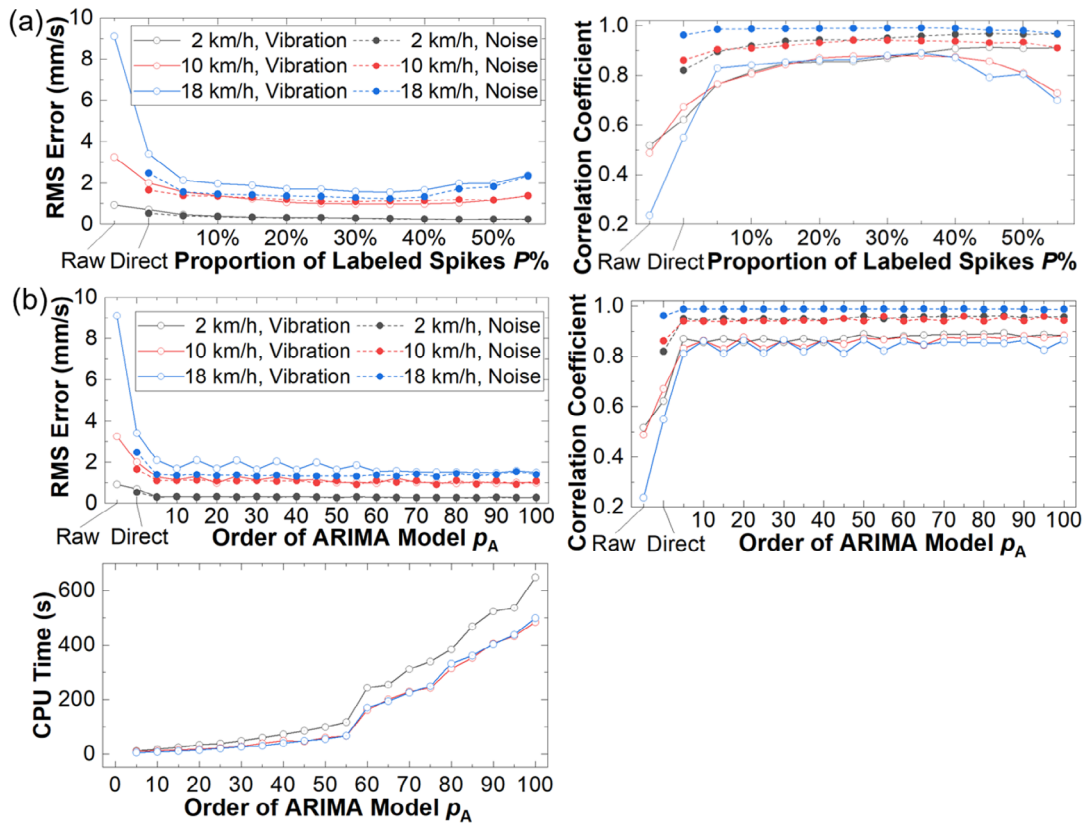 (a)
RMS Error (mm/s)
10
8
6
4
2
0
2 km/h, Vibration
2 km/h, Noise
10 km/h, Vibration
10 km/h, Noise
18 km/h, Vibration
18 km/h, Noise
10% 20% 30% 40% 50%
Raw Direct Proportion of Labeled Spikes P%
Correlation Coefficient
1.0
0.8
0.6
0.4
0.2
10% 20% 30% 40% 50%
Raw Direct Proportion of Labeled Spikes P%
(b)
RMS Error (mm/s)
10
8
6
4
2
0
2 km/h, Vibration
2 km/h, Noise
10 km/h, Vibration
10 km/h, Noise
18 km/h, Vibration
18 km/h, Noise
10 20 30 40 50 60 70 80 90 100
Raw Direct Order of ARIMA Model pA
Correlation Coefficient
1.0
0.8
0.6
0.4
0.2
10 20 30 40 50 60 70 80 90 100
Raw Direct Order of ARIMA Model pA
CPU Time (s)
600
400
200
0
0 10 20 30 40 50 60 70 80 90 100
Order of ARIMA Model pA